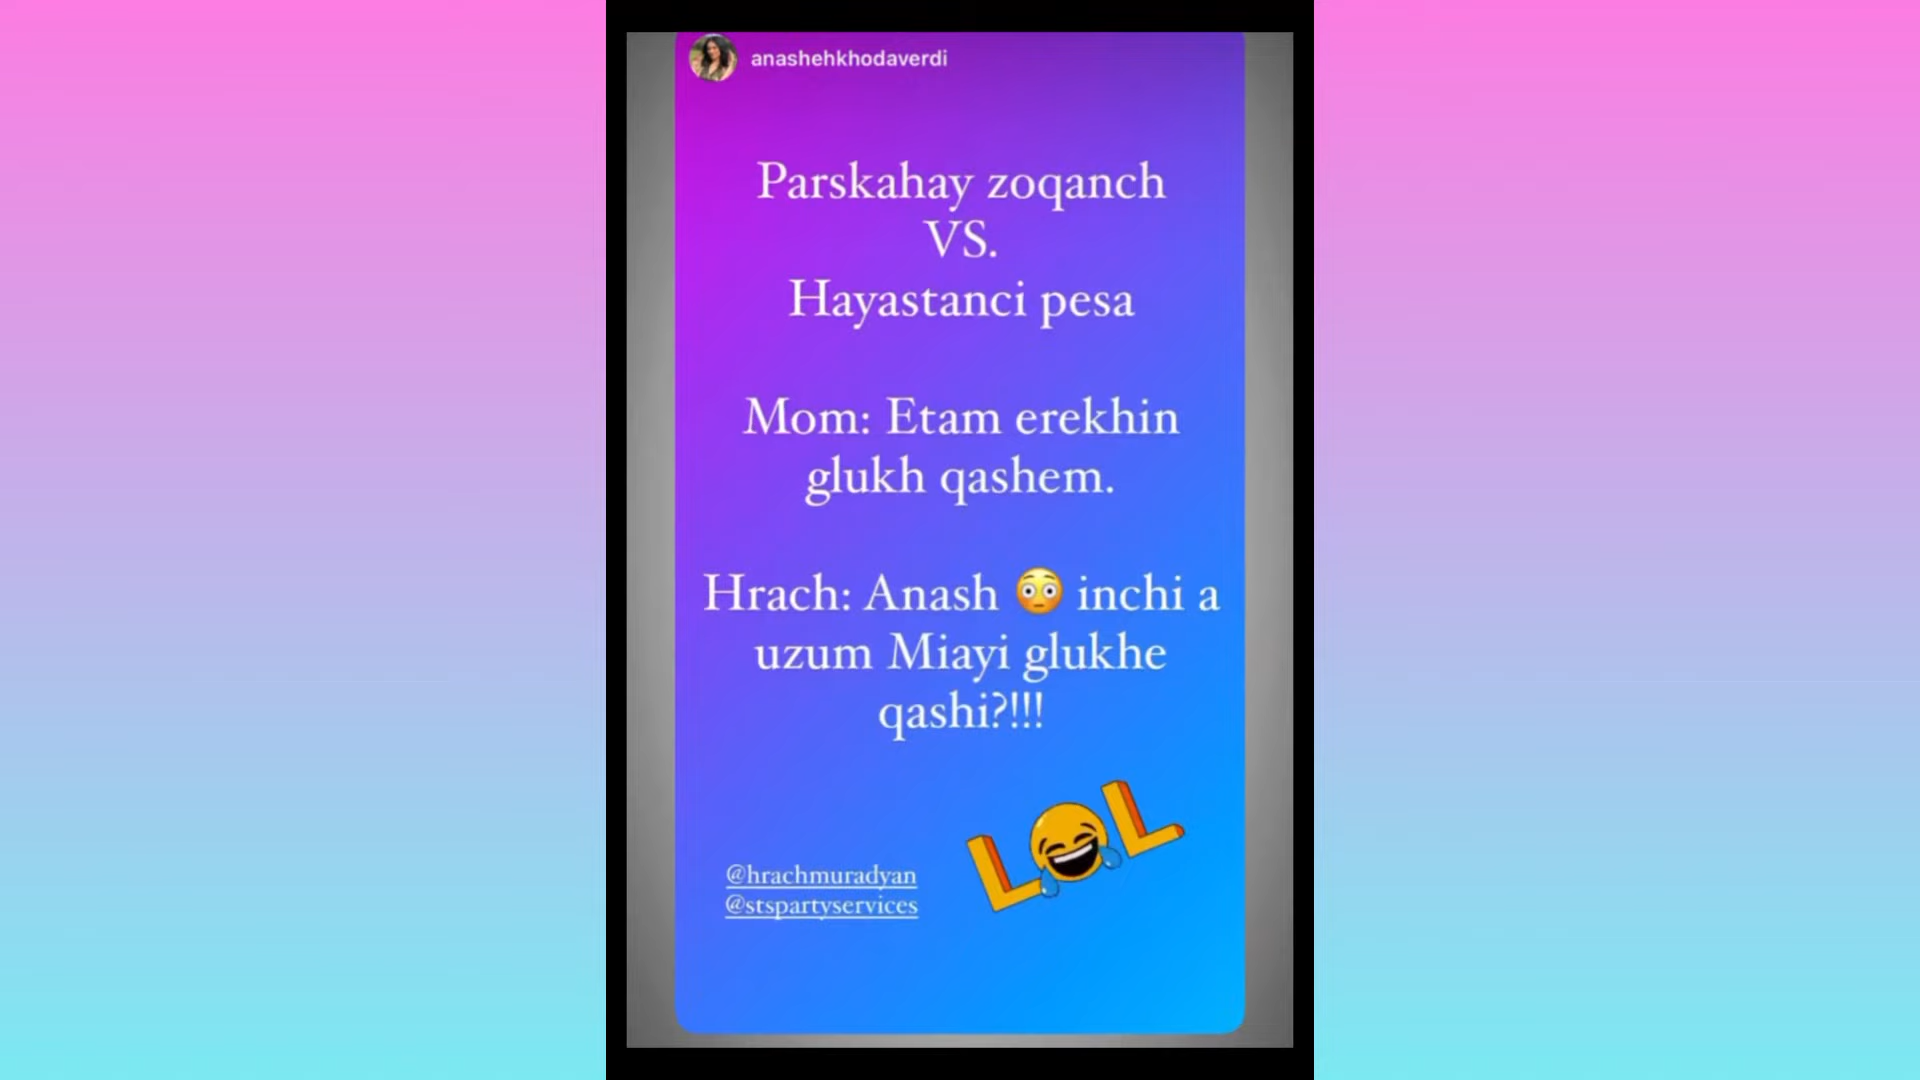 anashehkhodaverdi
Parskahay zoqanch
VS.
Hayastanci pesa
Mom: Etam erekhin
glukh qashem.
Hrach: Anash 😳 inchi a
uzum Miayi glukhe
qashi?!!!
LOL
@hrachmuradyan
@stspartyservices